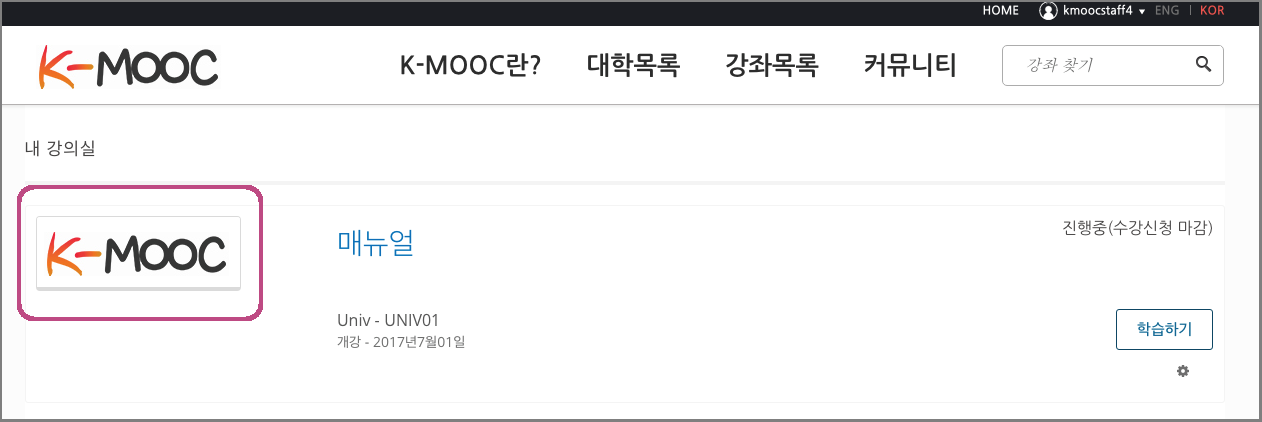 HOME kmoocstaff4 ENG | KOR
K-MOOC K-MOOC란? 대학목록 강좌목록 커뮤니티 강좌 찾기
내 강의실
진행중(수강신청 마감)
K-MOOC 매뉴얼
Univ - UNIV01
학습하기
개강 - 2017년7월01일